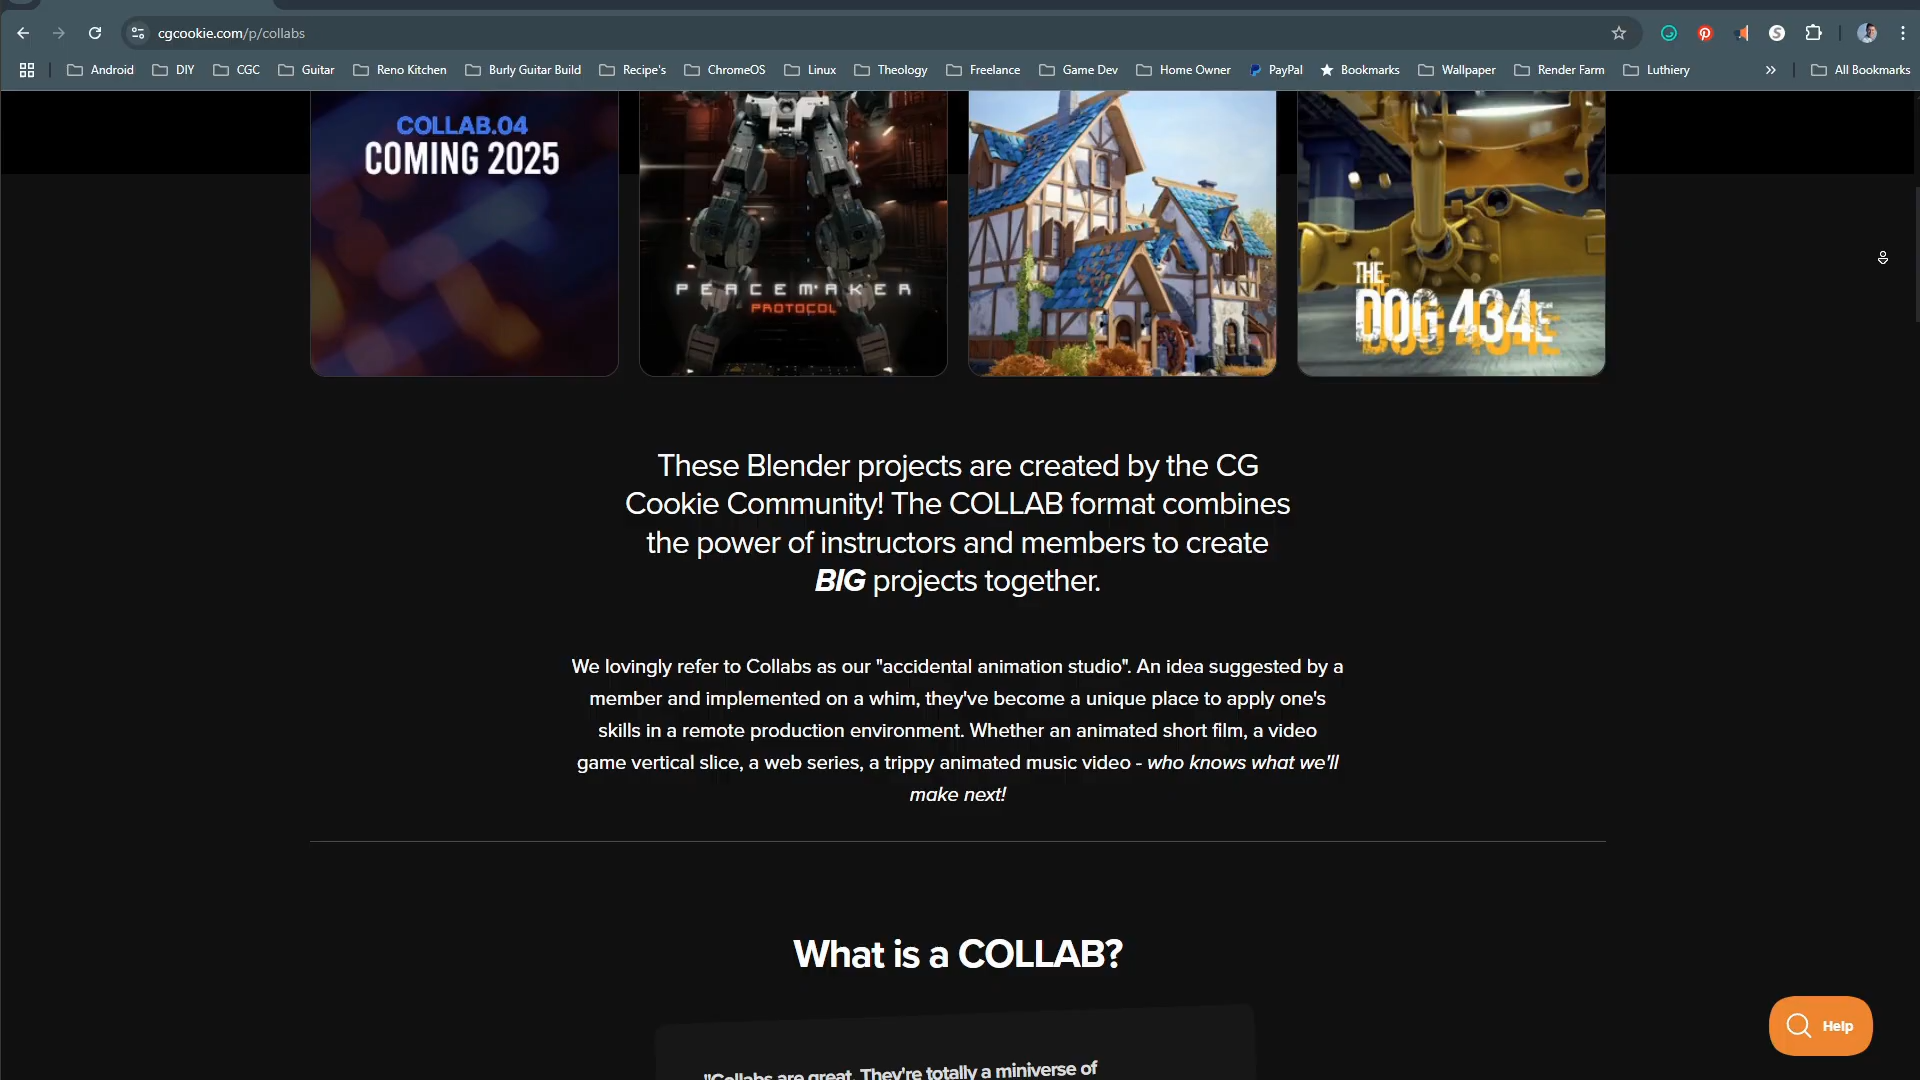 cgcookie.com/p/collabs
Android DIY CGC Guitar Reno Kitchen Burly Guitar Build Recipe's ChromeOS Linux Theology Freelance Game Dev Home Owner PayPal Bookmarks Wallpaper Render Farm Luthiery » All Bookmarks
COLLAB.04
COMING 2025
PEACEMAKER
PROTOCOL
THE
DOG 434E
These Blender projects are created by the CG
Cookie Community! The COLLAB format combines
the power of instructors and members to create
BIG projects together.
We lovingly refer to Collabs as our "accidental animation studio". An idea suggested by a
member and implemented on a whim, they've become a unique place to apply one's
skills in a remote production environment. Whether an animated short film, a video
game vertical slice, a web series, a trippy animated music video - who knows what we'll
make next!
What is a COLLAB?
"Collabs are great. They're totally a miniverse of
Help